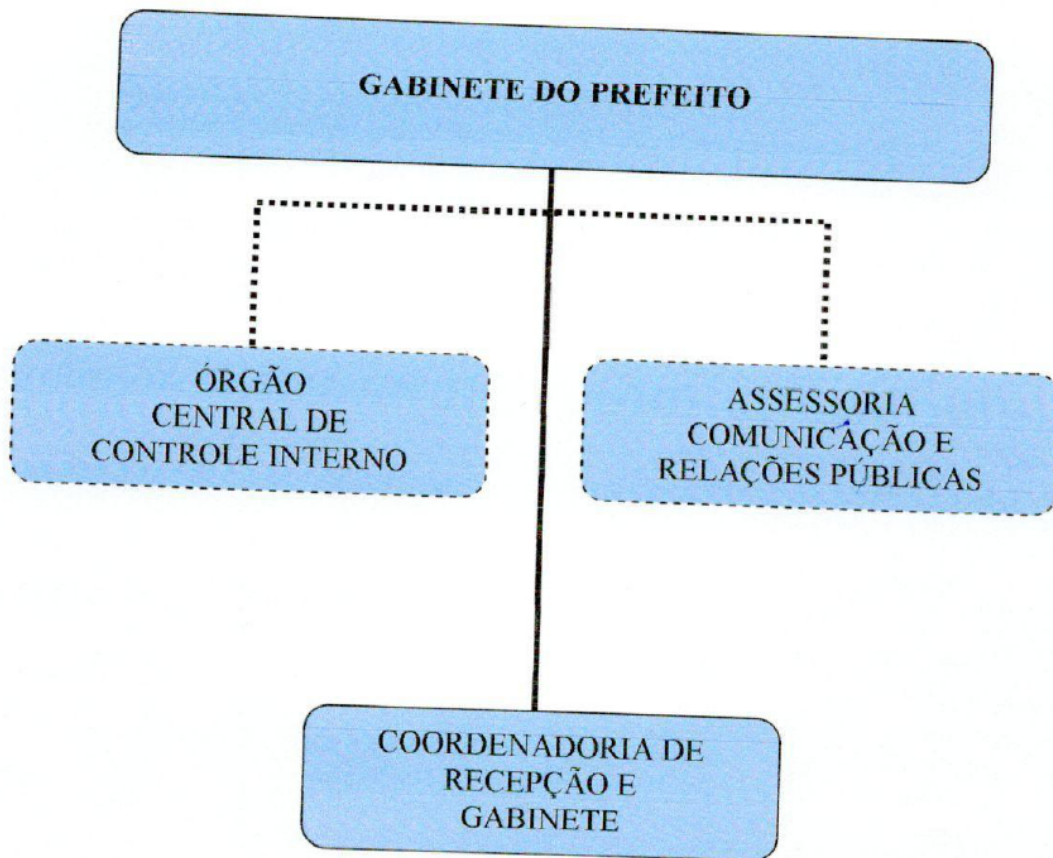 GABINETE DO PREFEITO
ÓRGÃO
CENTRAL DE
CONTROLE INTERNO
ASSESSORIA
COMUNICAÇÃO E
RELAÇÕES PÚBLICAS
COORDENADORIA DE
RECEPÇÃO E
GABINETE